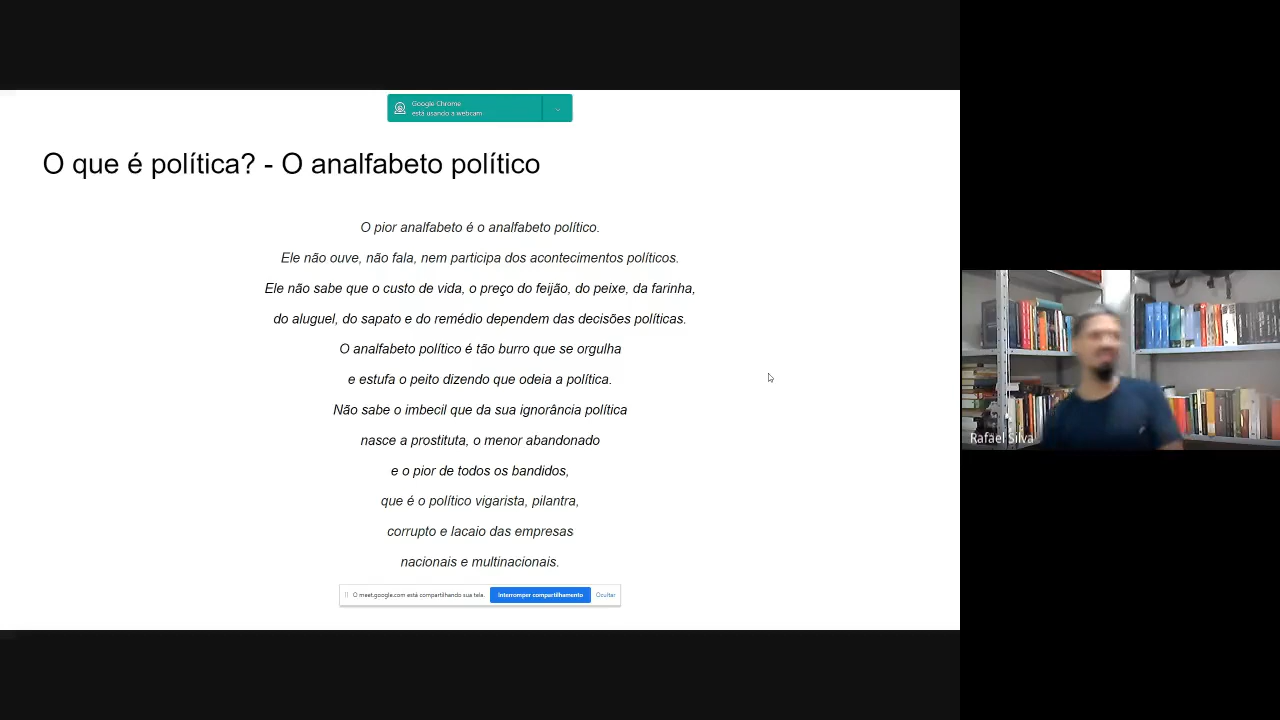 Google Chrome
está usando a webcam
O que é política? - O analfabeto político
O pior analfabeto é o analfabeto político.
Ele não ouve, não fala, nem participa dos acontecimentos políticos.
Ele não sabe que o custo de vida, o preço do feijão, do peixe, da farinha,
do aluguel, do sapato e do remédio dependem das decisões políticas.
O analfabeto político é tão burro que se orgulha
e estufa o peito dizendo que odeia a política.
Não sabe o imbecil que da sua ignorância política
nasce a prostituta, o menor abandonado
e o pior de todos os bandidos,
que é o político vigarista, pilantra,
corrupto e lacaio das empresas
nacionais e multinacionais.
O meet.google.com está compartilhando sua tela. Interromper compartilhamento Ocultar
Rafael Silva